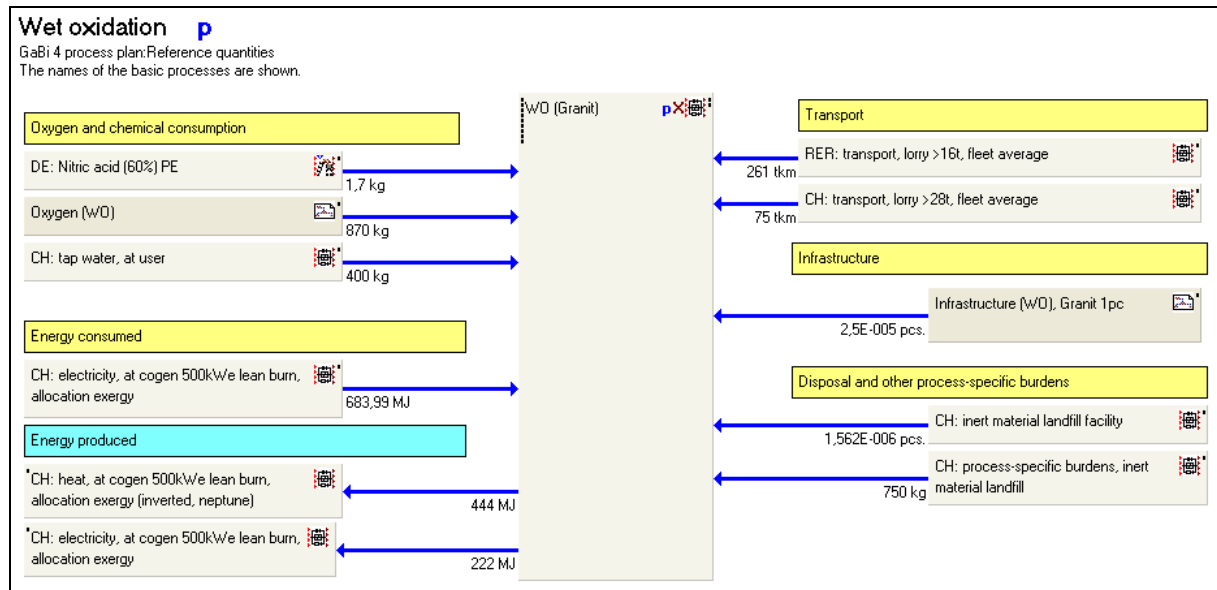 Wet oxidation p
GaBi 4 process plan:Reference quantities
The names of the basic processes are shown.
Oxygen and chemical consumption
DE: Nitric acid (60%) PE
1,7 kg
Oxygen (WO)
870 kg
CH: tap water, at user
400 kg
Energy consumed
CH: electricity, at cogen 500kWe lean burn,
allocation exergy
683,99 MJ
Energy produced
CH: heat, at cogen 500kWe lean burn,
allocation exergy (inverted, neptune)
444 MJ
CH: electricity, at cogen 500kWe lean burn,
allocation exergy
222 MJ
WO (Granit) pX
Transport
RER: transport, lorry >16t, fleet average
261 tkm
CH: transport, lorry >28t, fleet average
75 tkm
Infrastructure
Infrastructure (WO), Granit 1pc
2,5E-005 pcs.
Disposal and other process-specific burdens
CH: inert material landfill facility
1,562E-006 pcs.
CH: process-specific burdens, inert
material landfill
750 kg